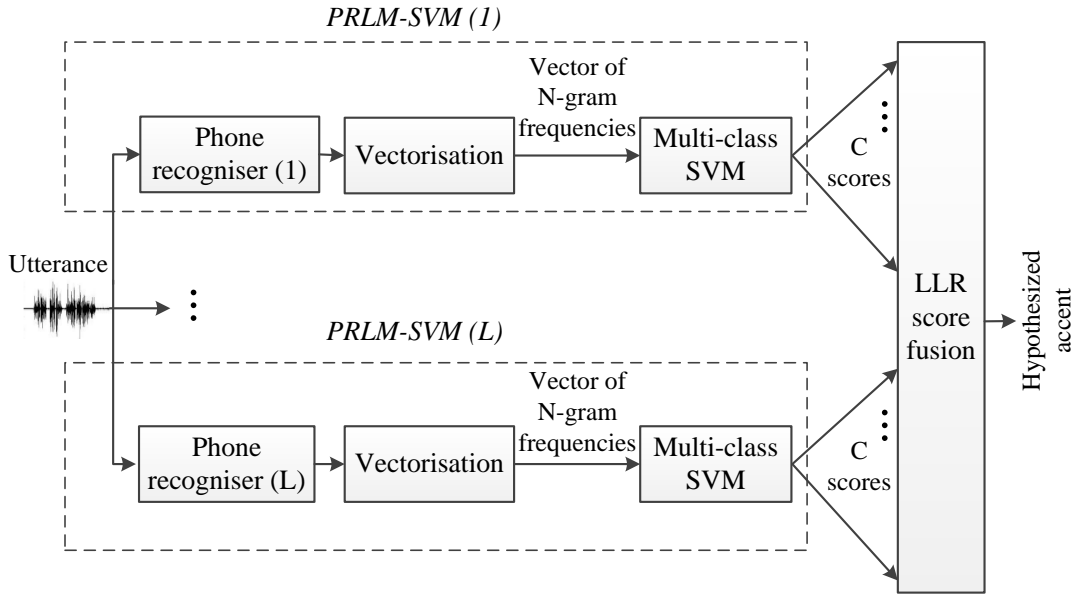 PRLM-SVM (1)
Vector of
N-gram
frequencies
Phone
recogniser (1)
Vectorisation
Multi-class
SVM
C
scores
Utterance
PRLM-SVM (L)
Vector of
N-gram
frequencies
Phone
recogniser (L)
Vectorisation
Multi-class
SVM
C
scores
LLR
score
fusion
Hypothesized
accent